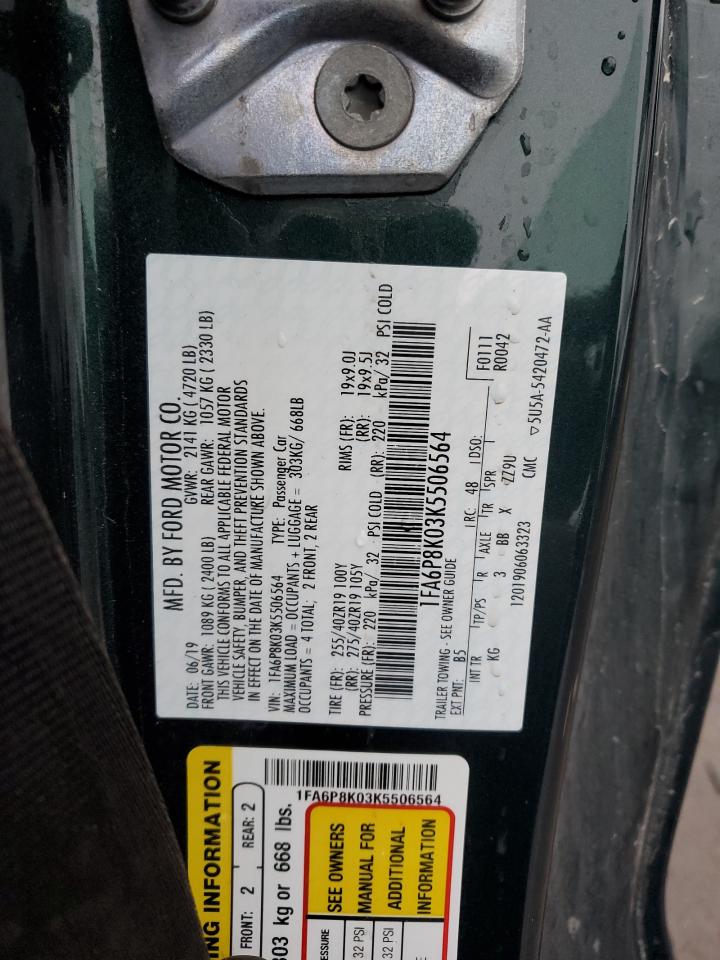 MFD. BY FORD MOTOR CO.
DATE: 06/19 GVWR: 2141 KG ( 4720 LB)
FRONT GAWR: 1089 KG ( 2400 LB) REAR GAWR: 1057 KG ( 2330 LB)
THIS VEHICLE CONFORMS TO ALL APPLICABLE FEDERAL MOTOR
VEHICLE SAFETY, BUMPER, AND THEFT PREVENTION STANDARDS
IN EFFECT ON THE DATE OF MANUFACTURE SHOWN ABOVE.
VIN: 1FA6P8K03K5506564 TYPE: Passenger Car
MAXIMUM LOAD = OCCUPANTS + LUGGAGE = 303KG/ 668LB
OCCUPANTS = 4 TOTAL; 2 FRONT, 2 REAR
TIRE (FR): 255/40ZR19 100Y RIMS (FR): 19x9.0J
(RR): 275/40ZR19 105Y (RR): 19x9.5J
PRESSURE (FR): 220 kPa/ 32 PSI COLD (RR): 220 kPa/ 32 PSI COLD
1FA6P8K03K5506564
TRAILER TOWING - SEE OWNER GUIDE
EXT PNT: B5 RC: 48 DSO: F0111
R0042
INT TR TP/PS R AXLE TR SPR
KG 3 BB X ZZ9U
1201906063323 CMC ▽5U5A-5420472-AA
NG INFORMATION
FRONT: 2 REAR: 2
303 kg or 668 lbs.
1FA6P8K03K5506564
SEE OWNERS
MANUAL FOR
ADDITIONAL
INFORMATION
ESSURE
32 PSI
32 PSI